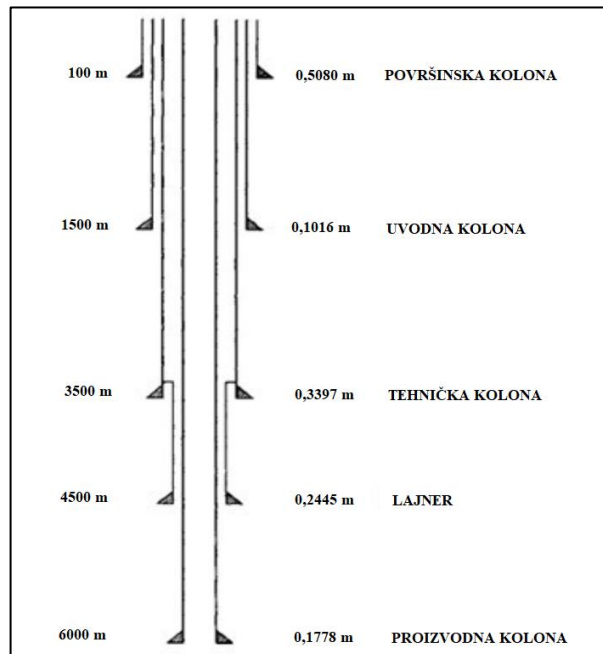 100 m 0,5080 m POVRŠINSKA KOLONA
1500 m 0,1016 m UVODNA KOLONA
3500 m 0,3397 m TEHNIČKA KOLONA
4500 m 0,2445 m LAJNER
6000 m 0,1778 m PROIZVODNA KOLONA